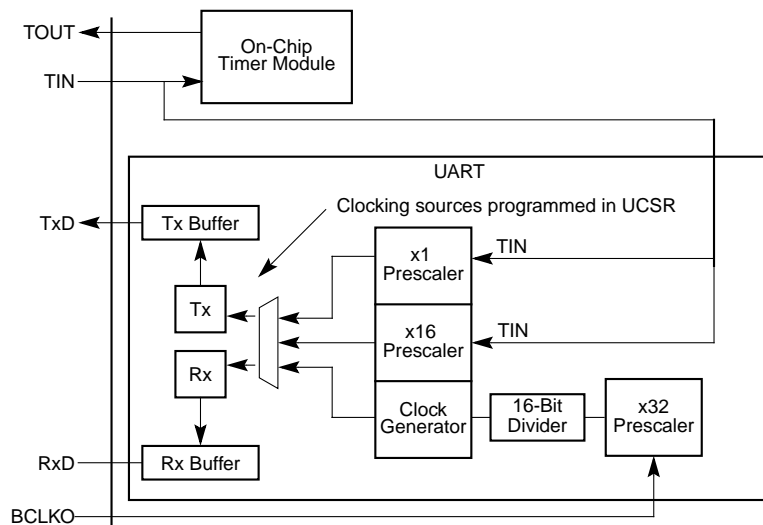 TOUT
On-Chip
Timer Module
TIN
UART
TxD
Tx Buffer
Clocking sources programmed in UCSR
x1
Prescaler
TIN
Tx
x16
Prescaler
TIN
Rx
Clock
Generator
16-Bit
Divider
x32
Prescaler
RxD
Rx Buffer
BCLKO